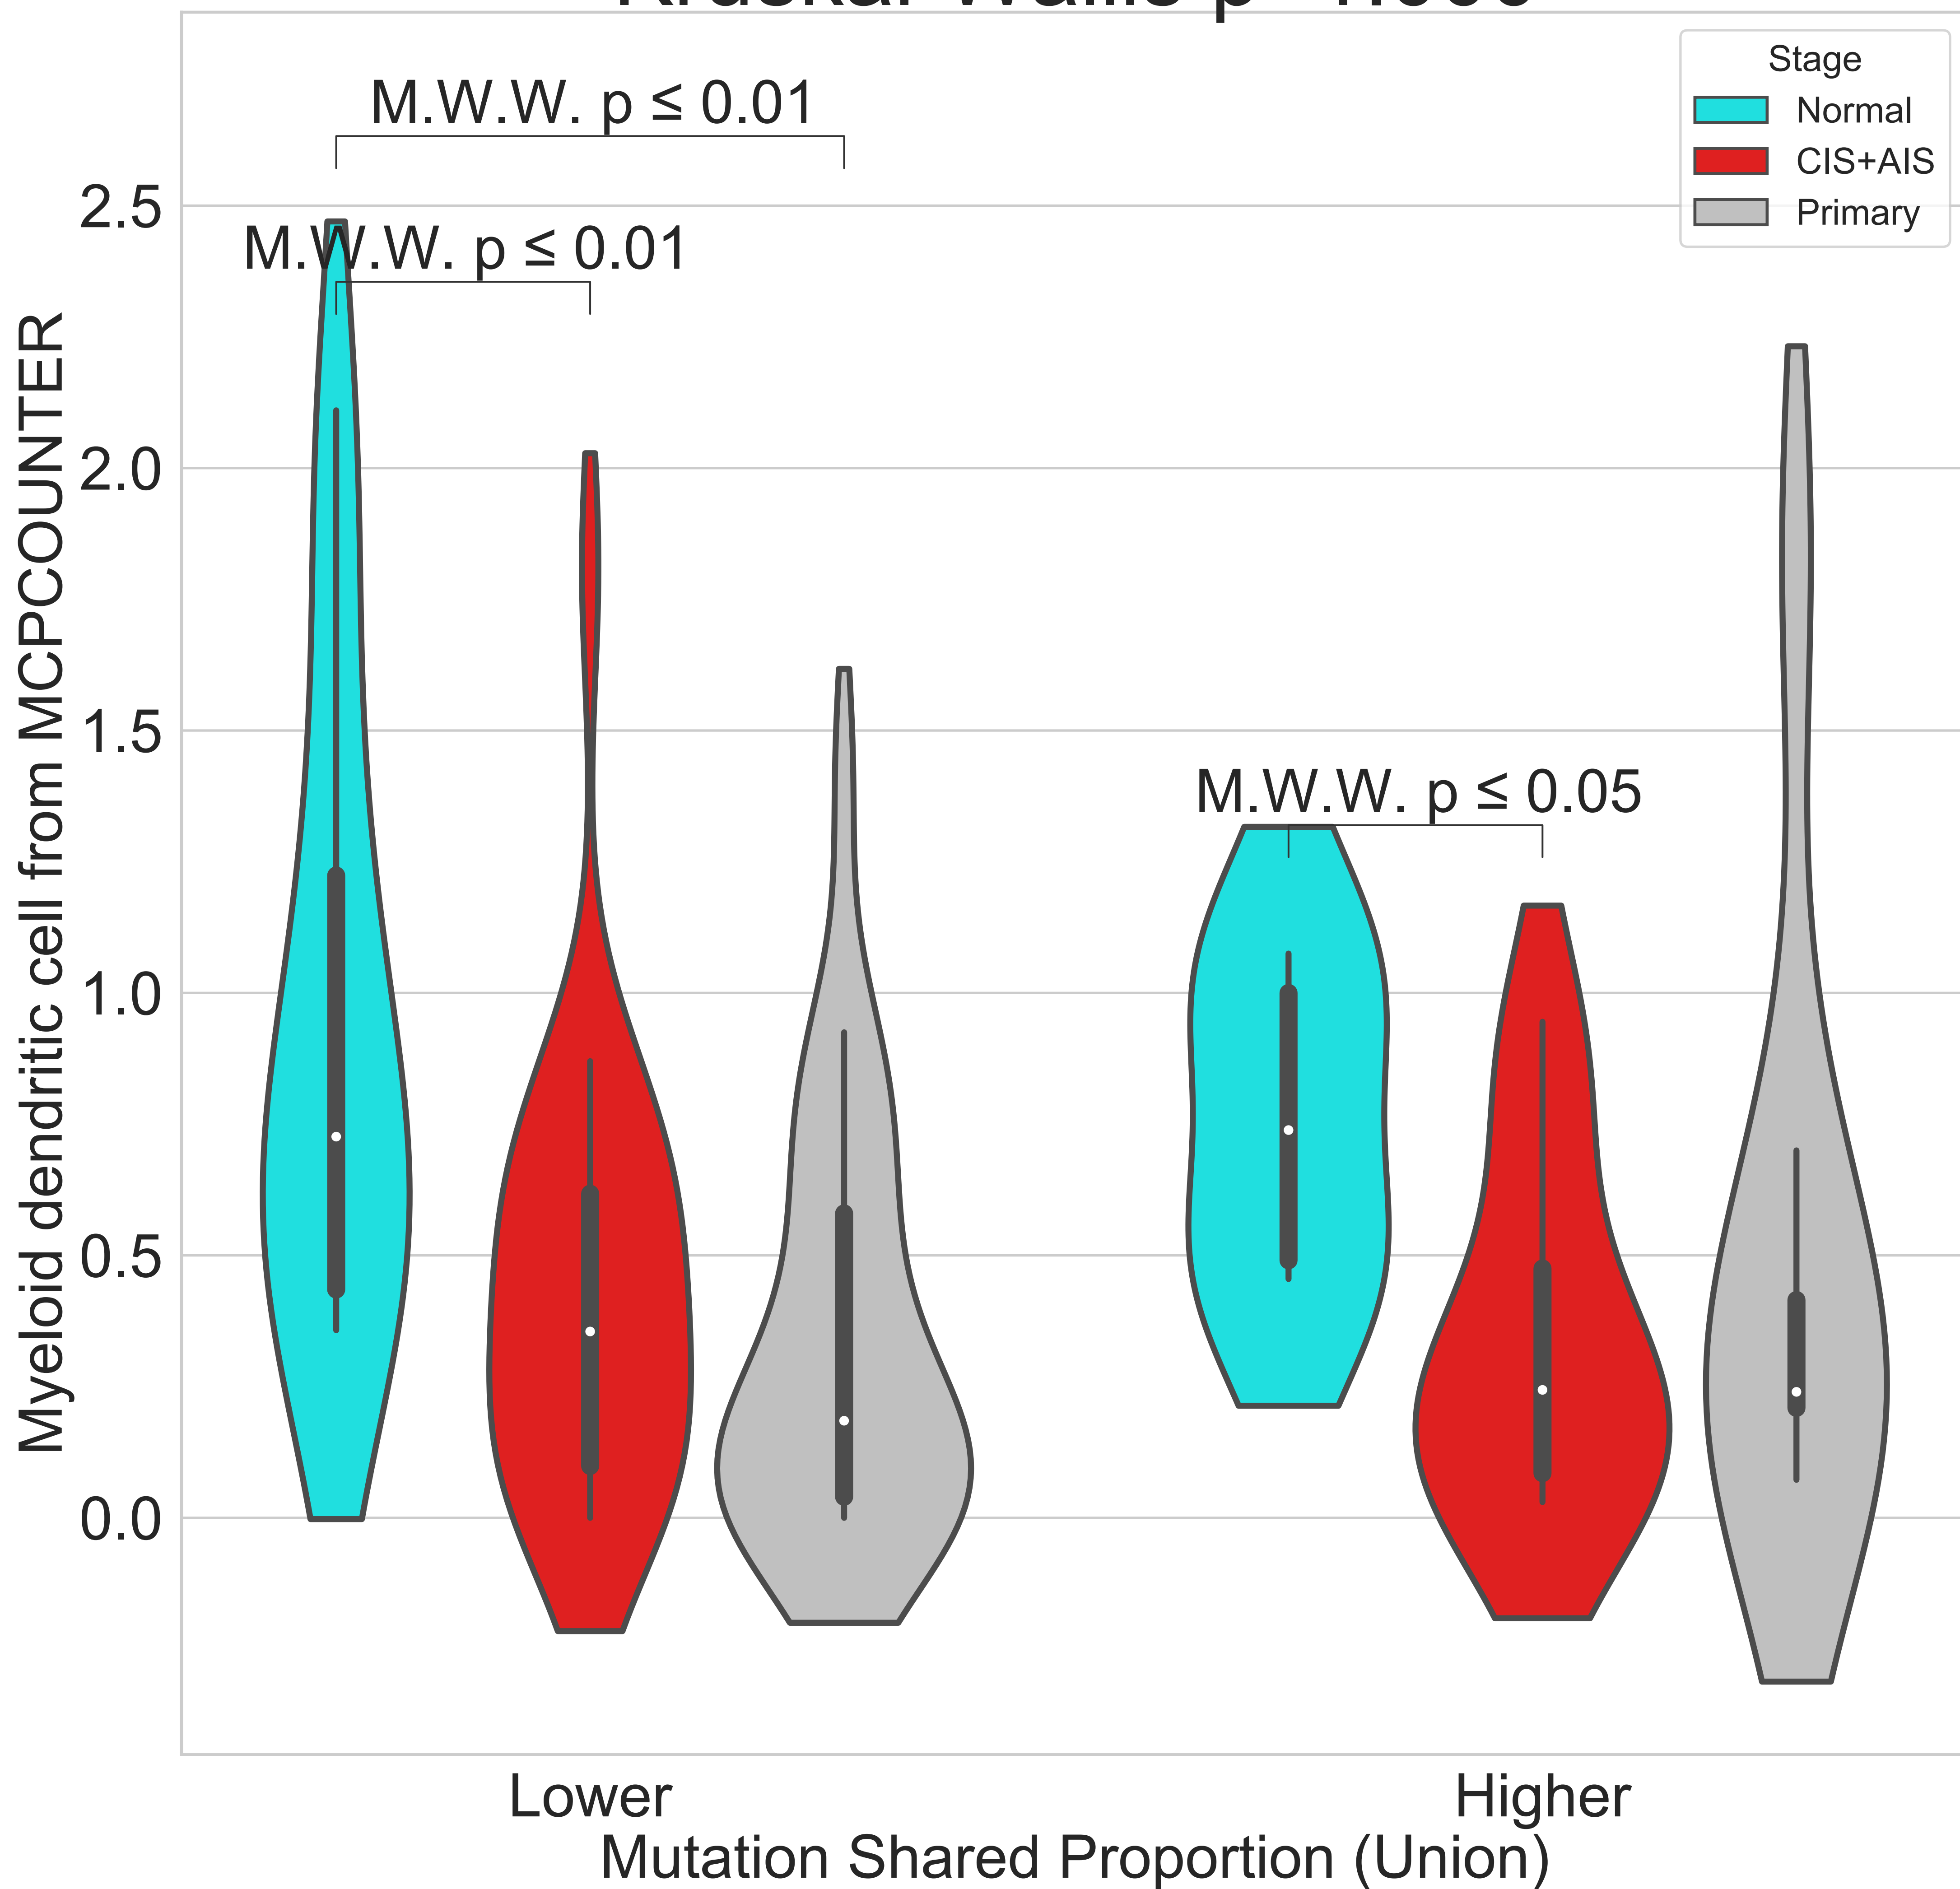 M.W.W. p ≤ 0.01
M.W.W. p ≤ 0.01
M.W.W. p ≤ 0.05
Stage
Normal
CIS+AIS
Primary
Myeloid dendritic cell from MCPCOUNTER
2.5
2.0
1.5
1.0
0.5
0.0
Lower
Higher
Mutation Shared Proportion (Union)